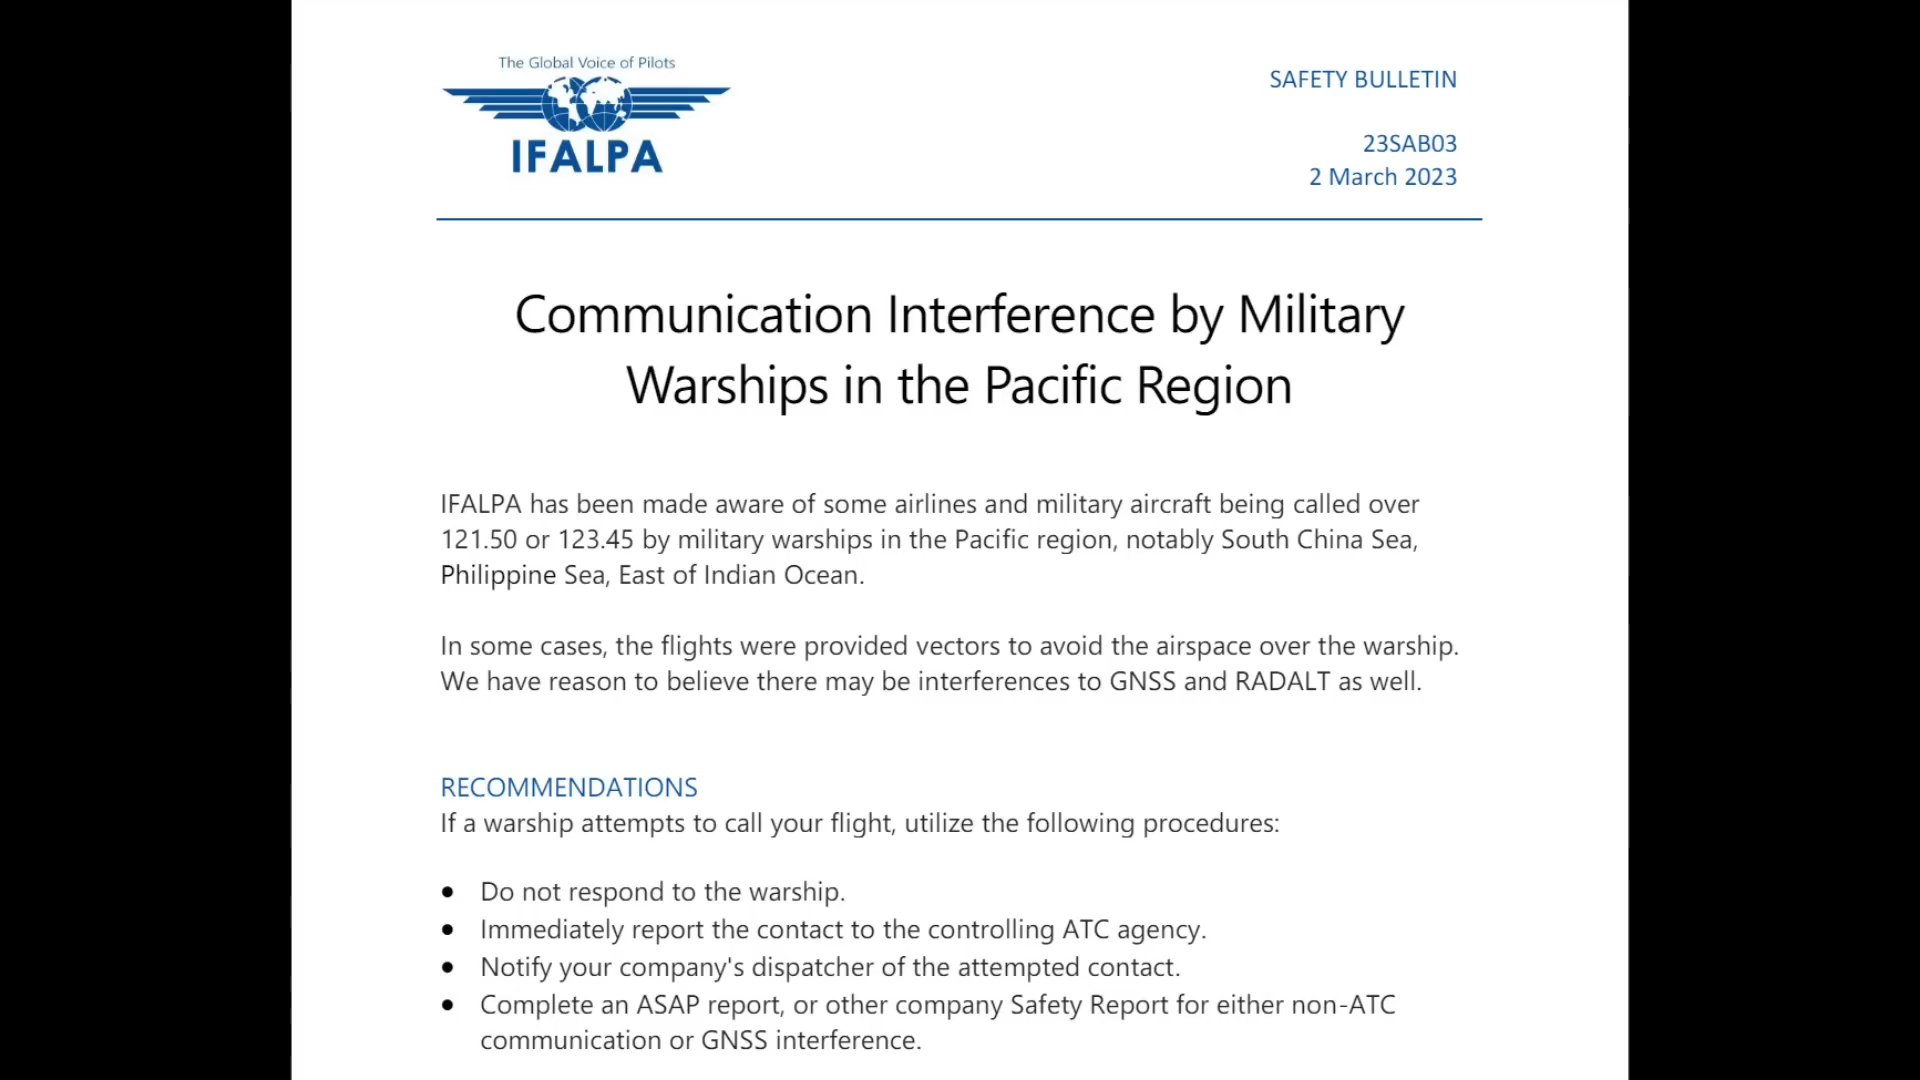 The Global Voice of Pilots
IFALPA
SAFETY BULLETIN
23SAB03
2 March 2023
Communication Interference by Military
Warships in the Pacific Region
IFALPA has been made aware of some airlines and military aircraft being called over
121.50 or 123.45 by military warships in the Pacific region, notably South China Sea,
Philippine Sea, East of Indian Ocean.
In some cases, the flights were provided vectors to avoid the airspace over the warship.
We have reason to believe there may be interferences to GNSS and RADALT as well.
RECOMMENDATIONS
If a warship attempts to call your flight, utilize the following procedures:
• Do not respond to the warship.
• Immediately report the contact to the controlling ATC agency.
• Notify your company's dispatcher of the attempted contact.
• Complete an ASAP report, or other company Safety Report for either non-ATC
communication or GNSS interference.